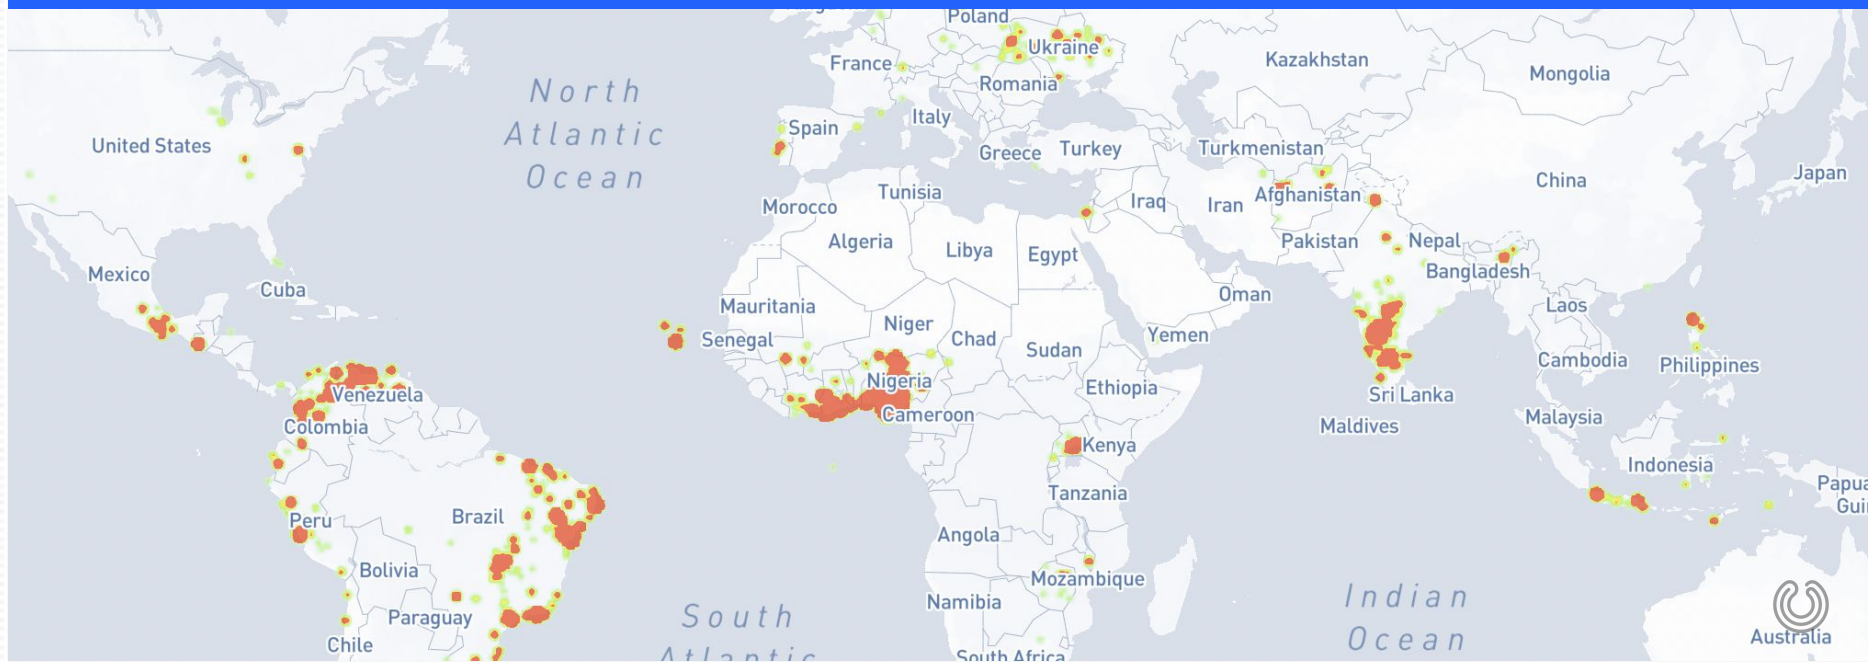 Poland
Ukraine
France
Romania
Kazakhstan
Mongolia
North
Atlantic
Ocean
Spain
Italy
Greece
Turkey
Turkmenistan
United States
China
Japan
Tunisia
Morocco
Iraq
Iran
Afghanistan
Algeria
Libya
Egypt
Pakistan
Nepal
Bangladesh
Mexico
Cuba
Mauritania
Oman
Laos
Niger
Senegal
Chad
Sudan
Yemen
Cambodia
Philippines
Nigeria
Ethiopia
Venezuela
Sri Lanka
Cameroon
Colombia
Maldives
Malaysia
Kenya
Indonesia
Tanzania
Papua
Peru
Brazil
Angola
Bolivia
Mozambique
Namibia
Indian
Ocean
Paraguay
South
Atlantic
Chile
Australia
South Africa